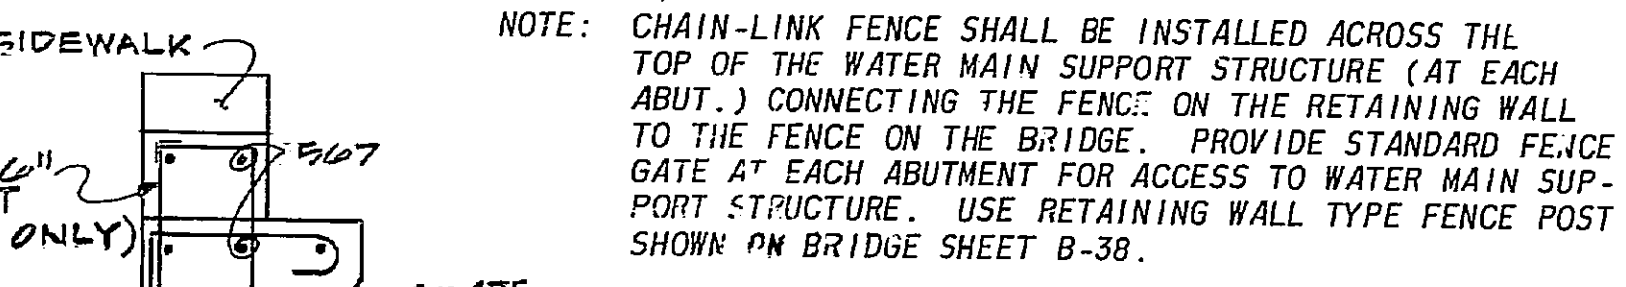 SIDEWALK
6"
T
ONLY)
567
NOTE: CHAIN-LINK FENCE SHALL BE INSTALLED ACROSS THE
TOP OF THE WATER MAIN SUPPORT STRUCTURE (AT EACH
ABUT.) CONNECTING THE FENCE ON THE RETAINING WALL
TO THE FENCE ON THE BRIDGE. PROVIDE STANDARD FENCE
GATE AT EACH ABUTMENT FOR ACCESS TO WATER MAIN SUP-
PORT STRUCTURE. USE RETAINING WALL TYPE FENCE POST
SHOWN ON BRIDGE SHEET B-38.